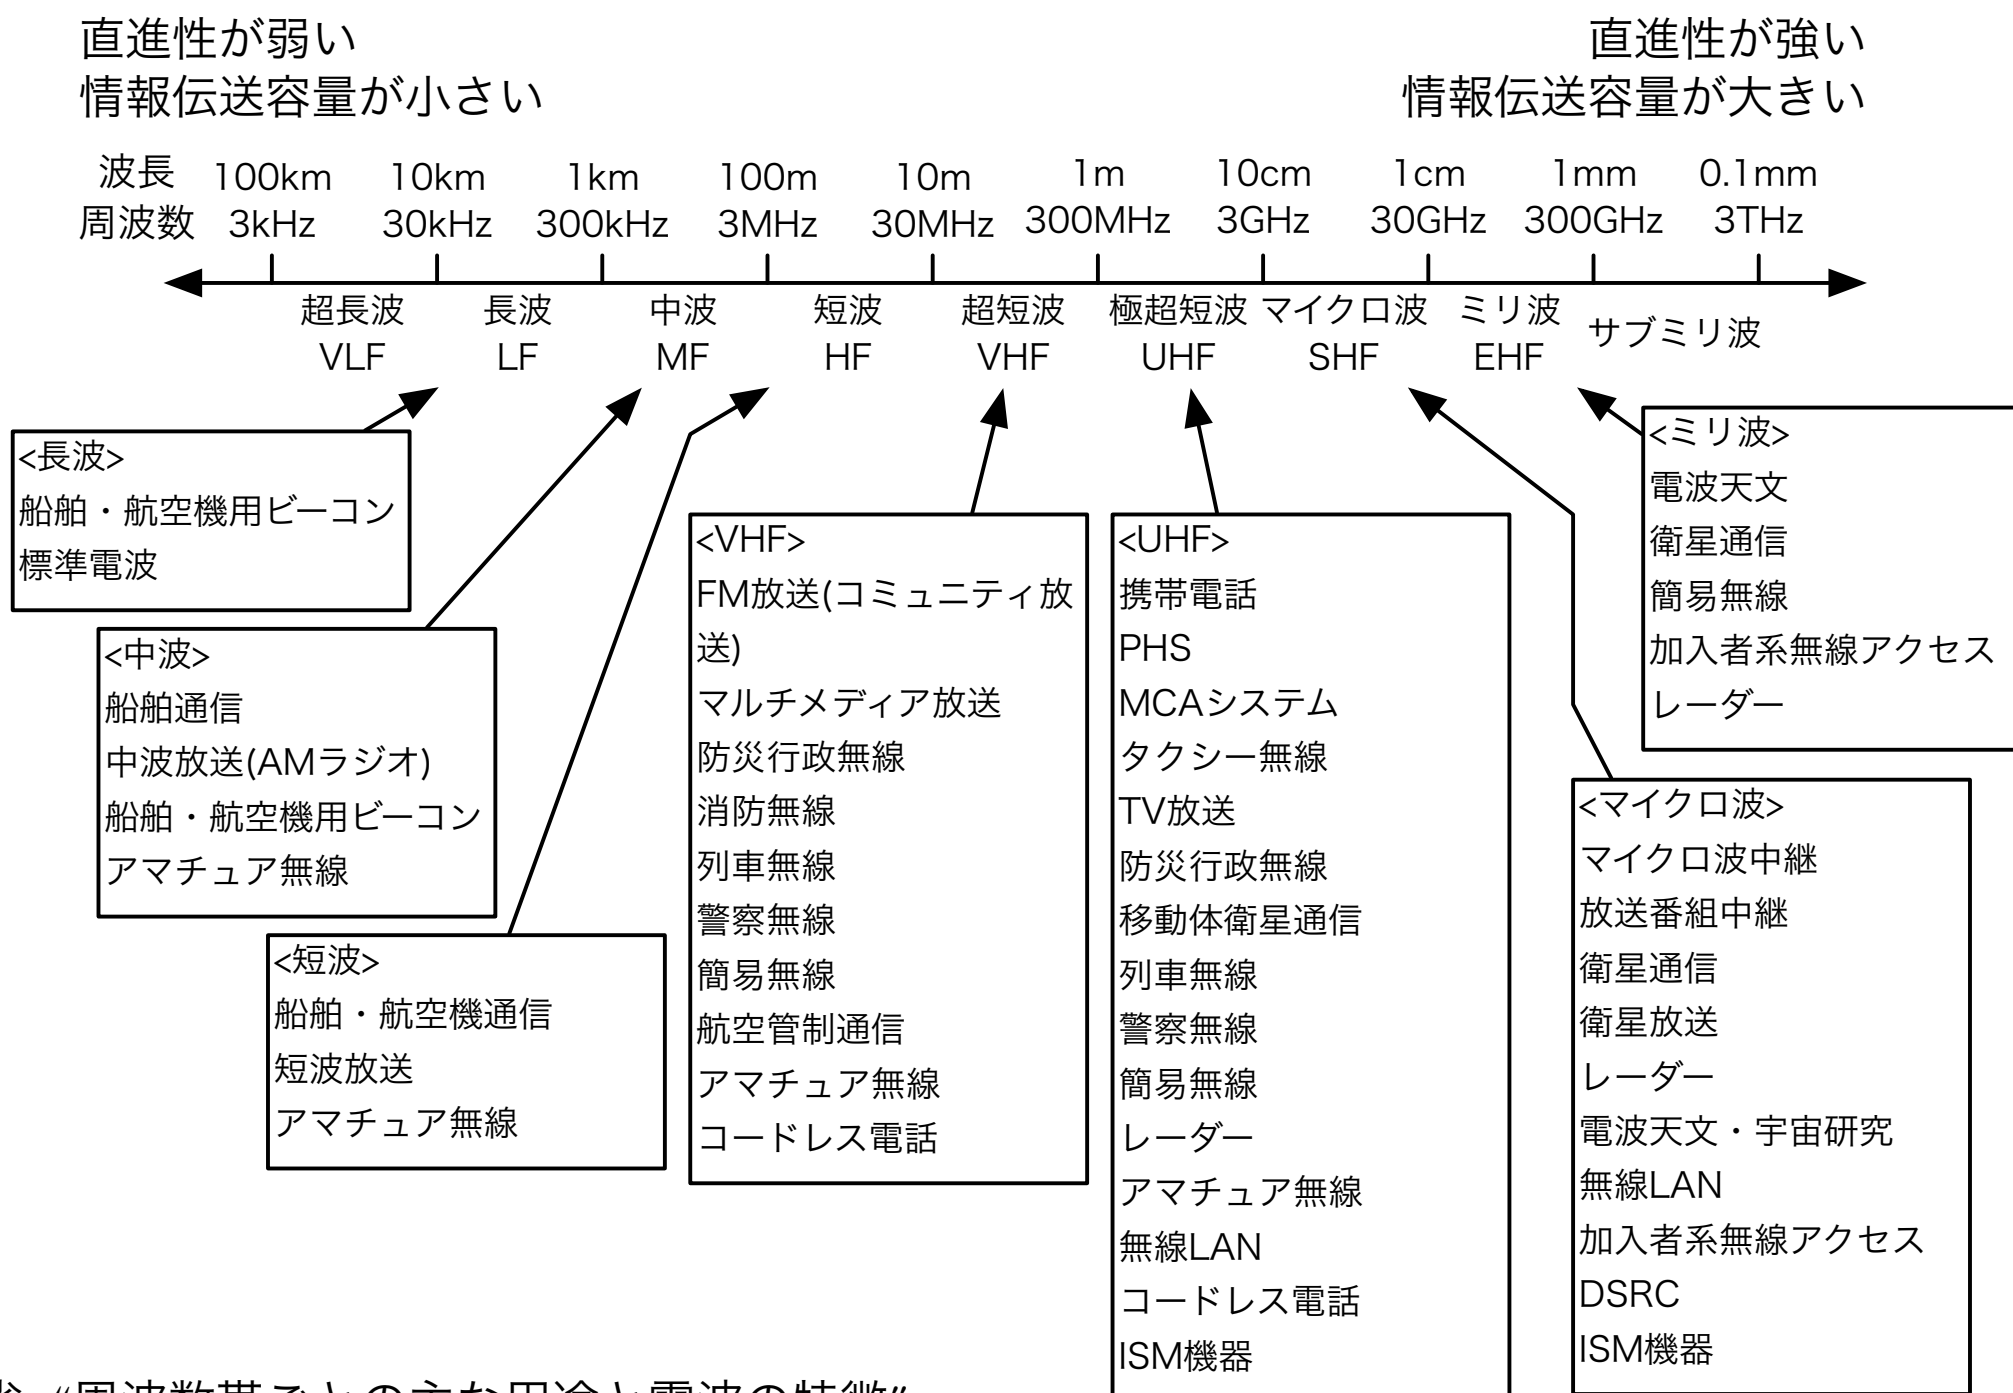 直進性が弱い
情報伝送容量が小さい
直進性が強い
情報伝送容量が大きい
波長 100km 10km 1km 100m 10m 1m 10cm 1cm 1mm 0.1mm
周波数 3kHz 30kHz 300kHz 3MHz 30MHz 300MHz 3GHz 30GHz 300GHz 3THz
超長波 長波 中波 短波 超短波 極超短波 マイクロ波 ミリ波 サブミリ波
VLF LF MF HF VHF UHF SHF EHF
<長波>
船舶・航空機用ビーコン
標準電波
<中波>
船舶通信
中波放送(AMラジオ)
船舶・航空機用ビーコン
アマチュア無線
<短波>
船舶・航空機通信
短波放送
アマチュア無線
<VHF>
FM放送(コミュニティ放
送)
マルチメディア放送
防災行政無線
消防無線
列車無線
警察無線
簡易無線
航空管制通信
アマチュア無線
コードレス電話
<UHF>
携帯電話
PHS
MCAシステム
タクシー無線
TV放送
防災行政無線
移動体衛星通信
列車無線
警察無線
簡易無線
レーダー
アマチュア無線
無線LAN
コードレス電話
ISM機器
<マイクロ波>
マイクロ波中継
放送番組中継
衛星通信
衛星放送
レーダー
電波天文・宇宙研究
無線LAN
加入者系無線アクセス
DSRC
ISM機器
<ミリ波>
電波天文
衛星通信
簡易無線
加入者系無線アクセス
レーダー
"周波数帯ごとの主な用途と電波の特徴"